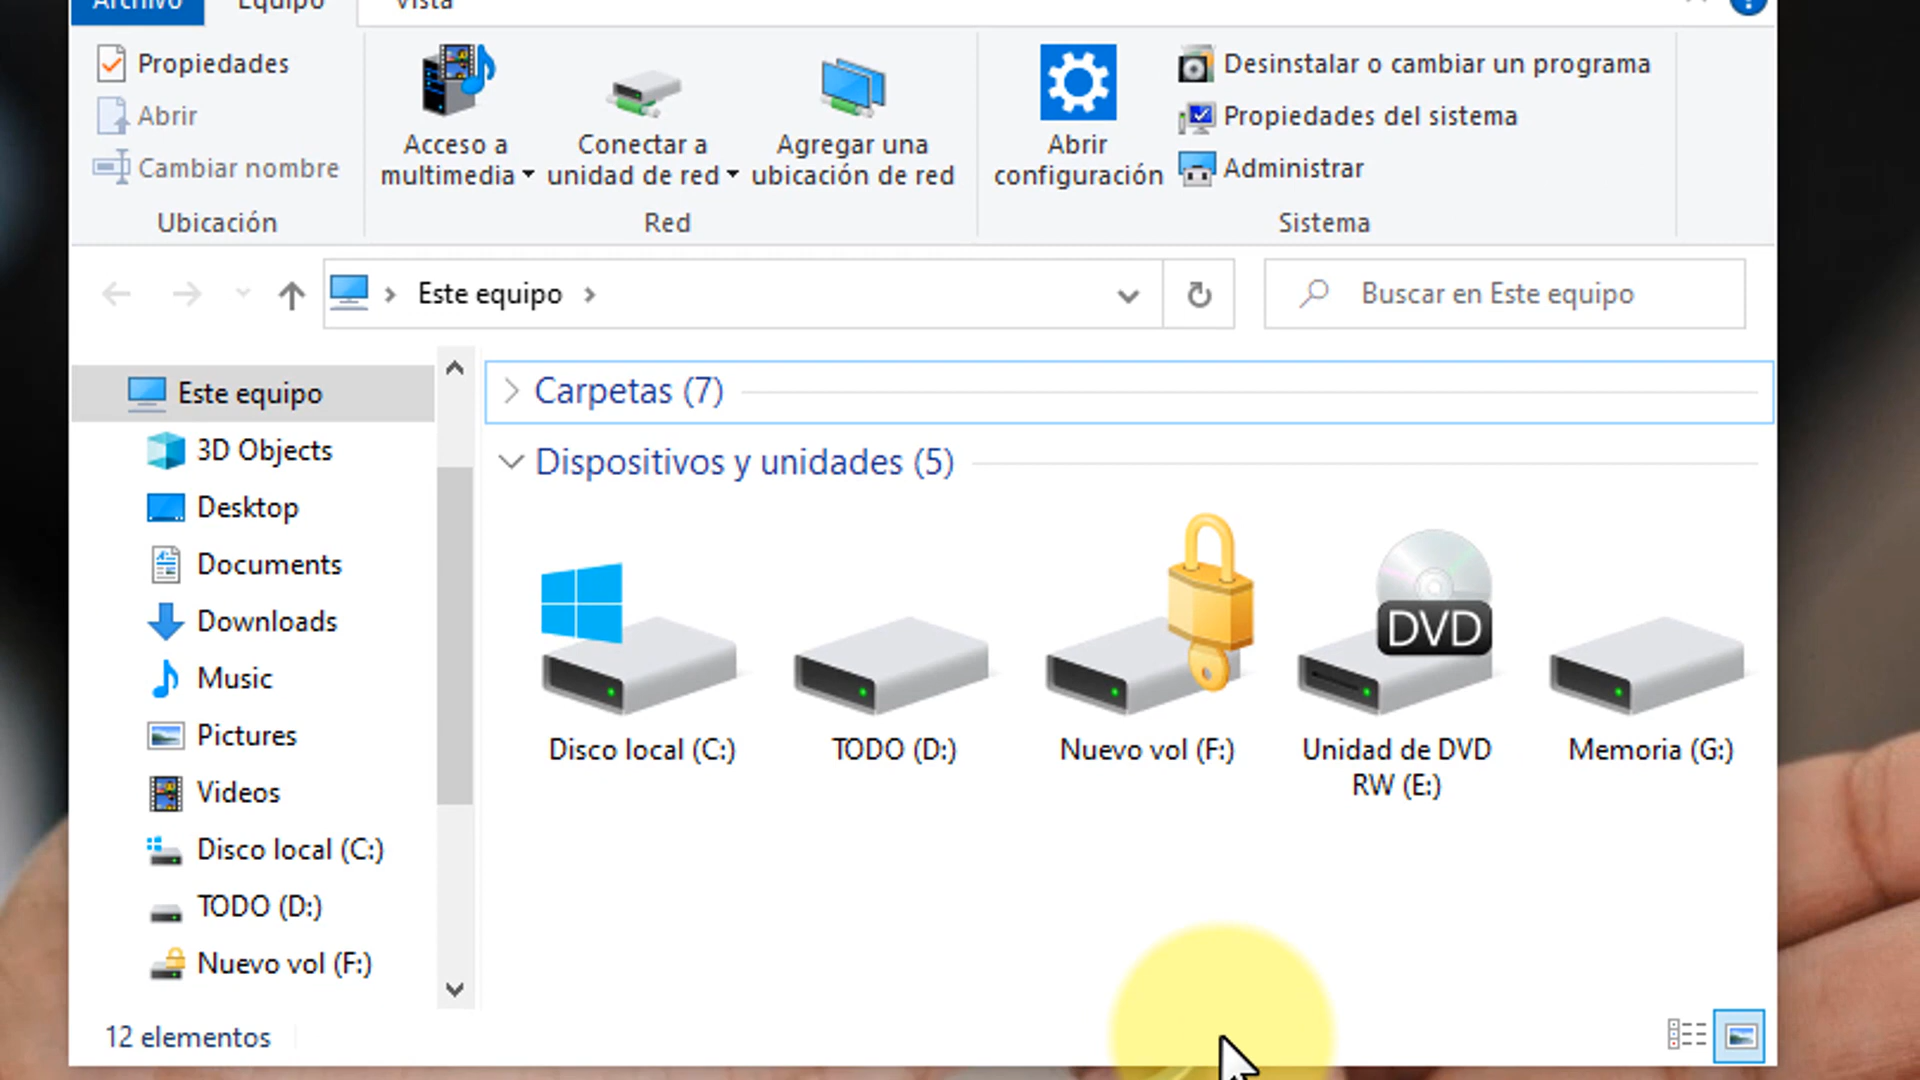 Archivo Equipo Vista
Propiedades
Abrir
Cambiar nombre
Ubicación
Acceso a
multimedia
Conectar a
unidad de red
Agregar una
ubicación de red
Red
Abrir
configuración
Desinstalar o cambiar un programa
Propiedades del sistema
Administrar
Sistema
Este equipo
Buscar en Este equipo
Este equipo
3D Objects
Desktop
Documents
Downloads
Music
Pictures
Videos
Disco local (C:)
TODO (D:)
Nuevo vol (F:)
Carpetas (7)
Dispositivos y unidades (5)
DVD
Disco local (C:)
TODO (D:)
Nuevo vol (F:)
Unidad de DVD
RW (E:)
Memoria (G:)
12 elementos